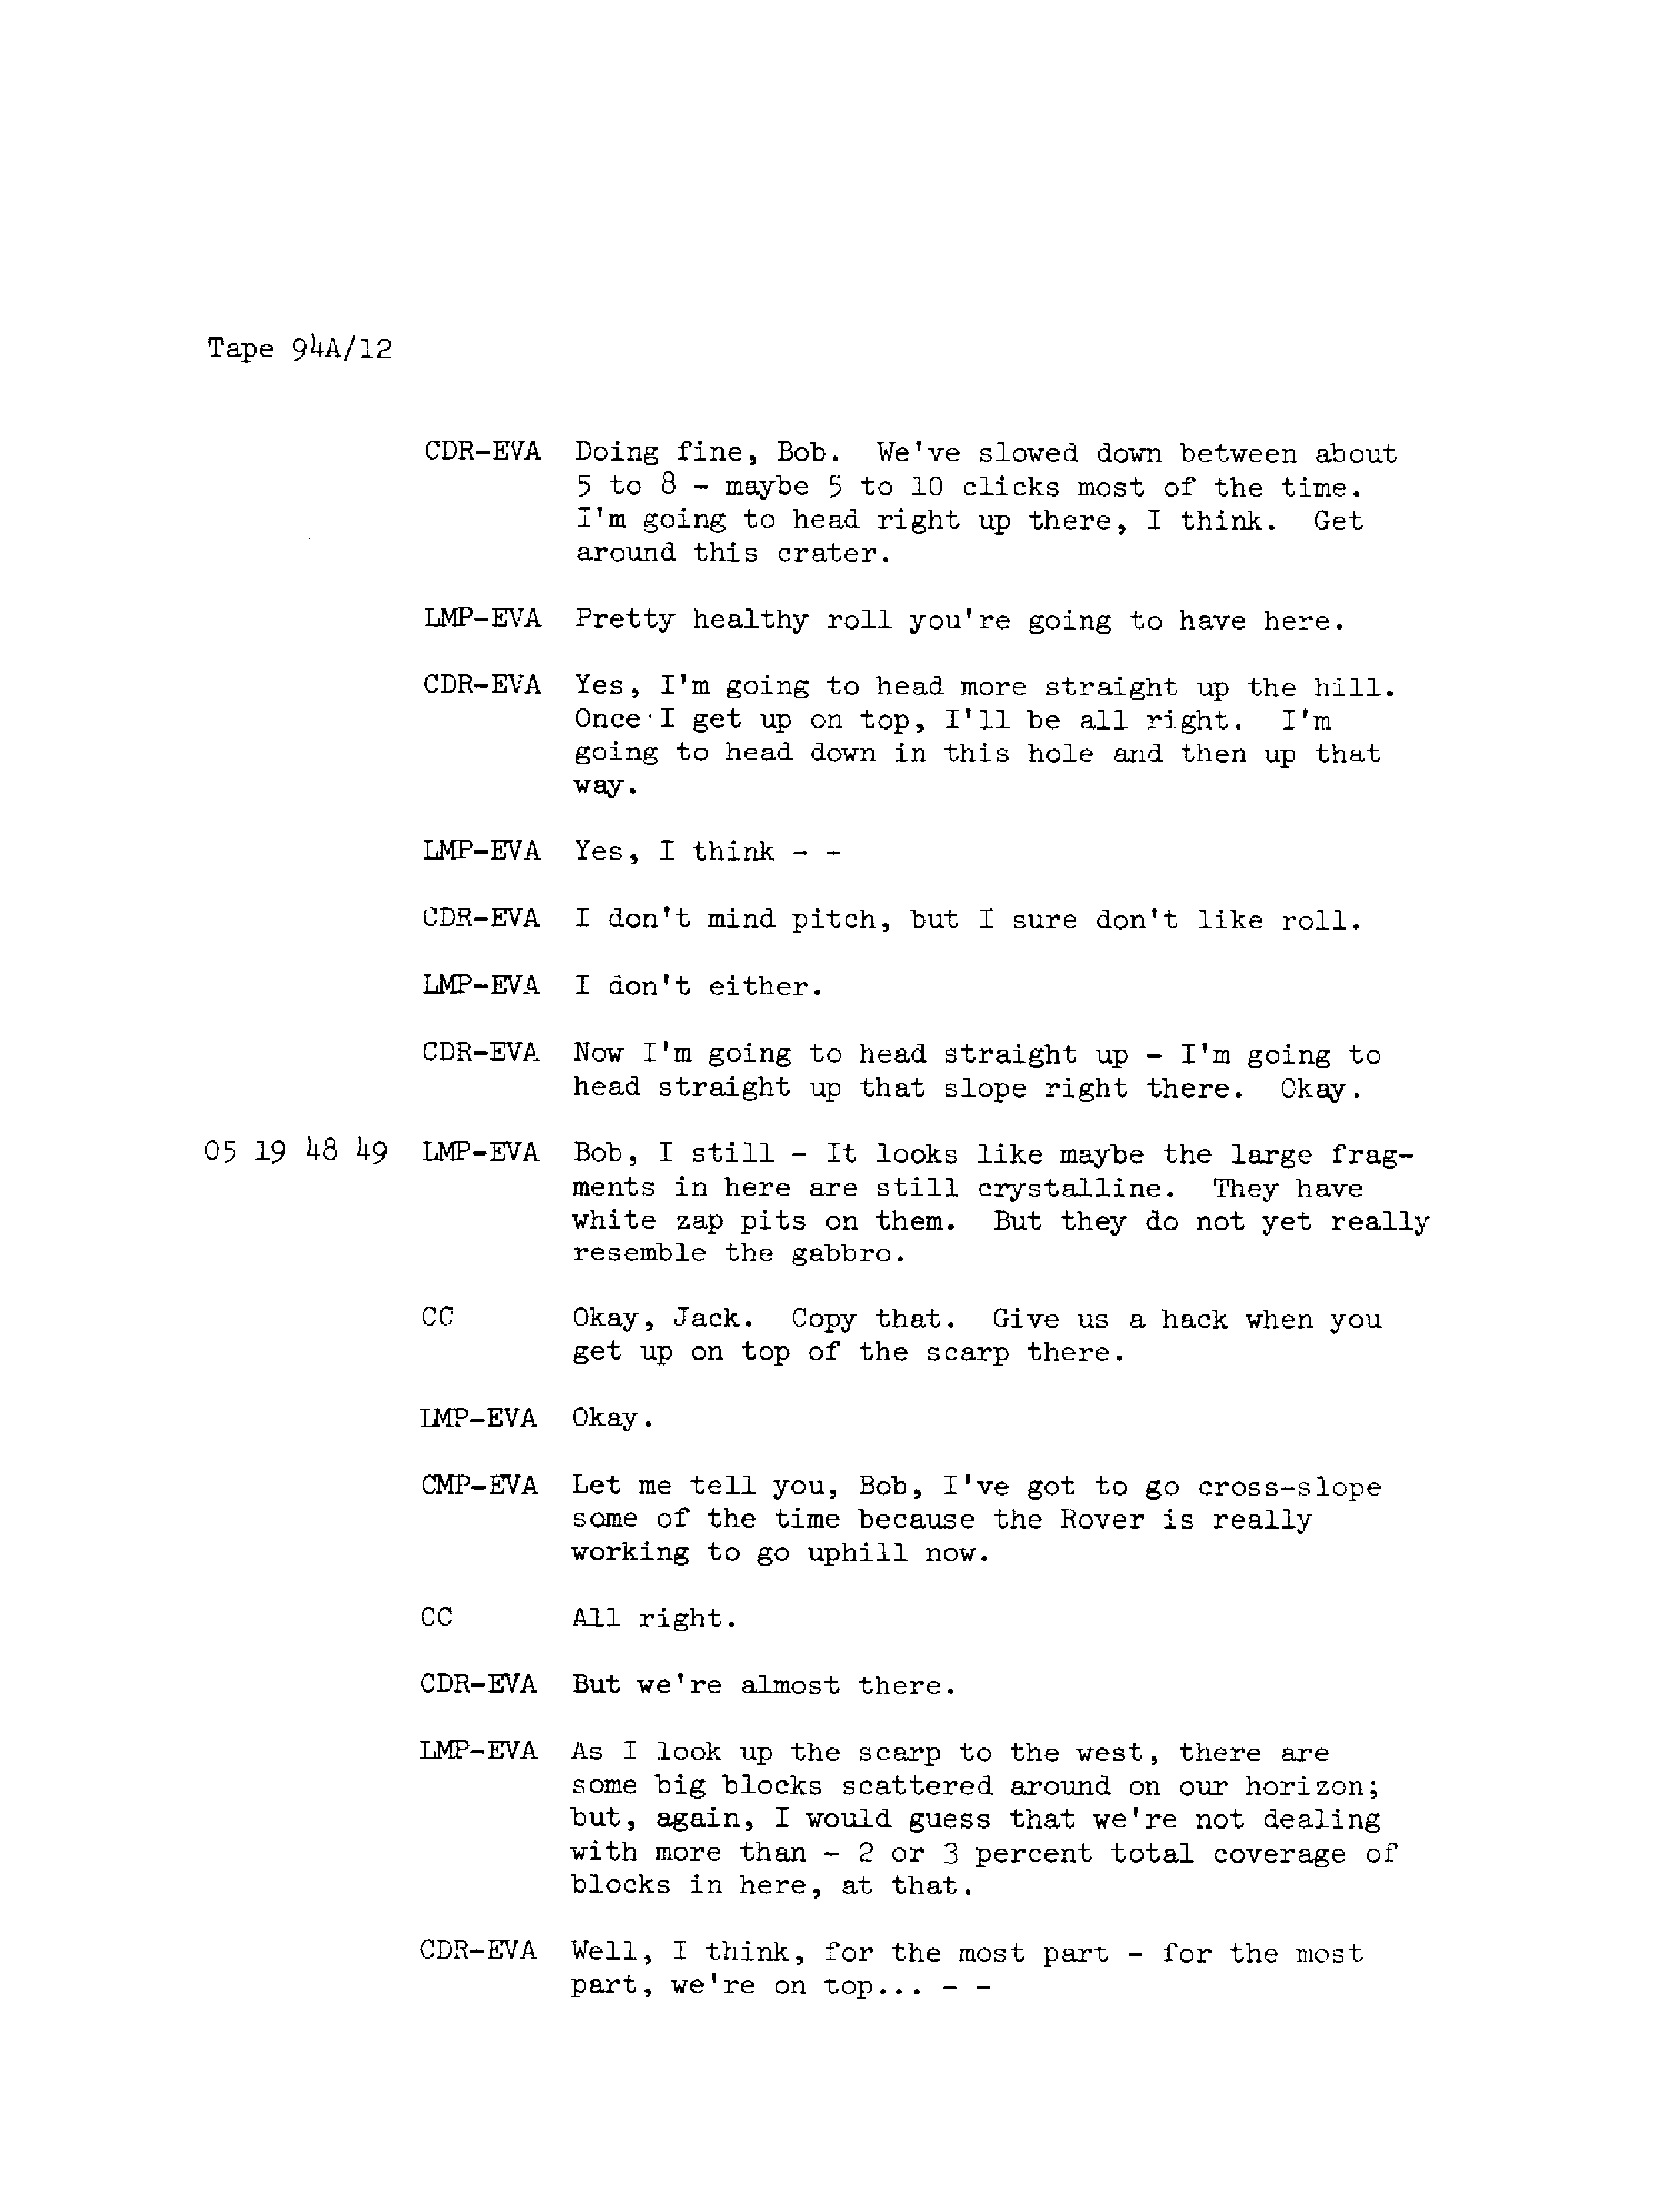 Tape 94A/12
CDR-EVA Doing fine, Bob. We've slowed down between about
5 to 8 - maybe 5 to 10 clicks most of the time.
I'm going to head right up there, I think. Get
around this crater.
LMP-EVA Pretty healthy roll you're going to have here.
CDR-EVA Yes, I'm going to head more straight up the hill.
Once I get up on top, I'll be all right. I'm
going to head down in this hole and then up that
way.
LMP-EVA Yes, I think - -
CDR-EVA I don't mind pitch, but I sure don't like roll.
LMP-EVA I don't either.
CDR-EVA Now I'm going to head straight up - I'm going to
head straight up that slope right there. Okay.
05 19 48 49 LMP-EVA Bob, I still - It looks like maybe the large frag-
ments in here are still crystalline. They have
white zap pits on them. But they do not yet really
resemble the gabbro.
CC Okay, Jack. Copy that. Give us a hack when you
get up on top of the scarp there.
LMP-EVA Okay.
CMP-EVA Let me tell you, Bob, I've got to go cross-slope
some of the time because the Rover is really
working to go uphill now.
CC All right.
CDR-EVA But we're almost there.
LMP-EVA As I look up the scarp to the west, there are
some big blocks scattered around on our horizon;
but, again, I would guess that we're not dealing
with more than - 2 or 3 percent total coverage of
blocks in here, at that.
CDR-EVA Well, I think, for the most part - for the most
part, we're on top... - -